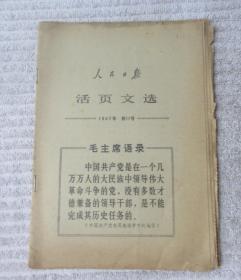 人民日报
活页文选
毛主席语录
中国共产党是在一个几
万万人的大民族中领导伟大
革命斗争的党，没有多数才
德兼备的领导干部，是不能
完成其历史任务的。